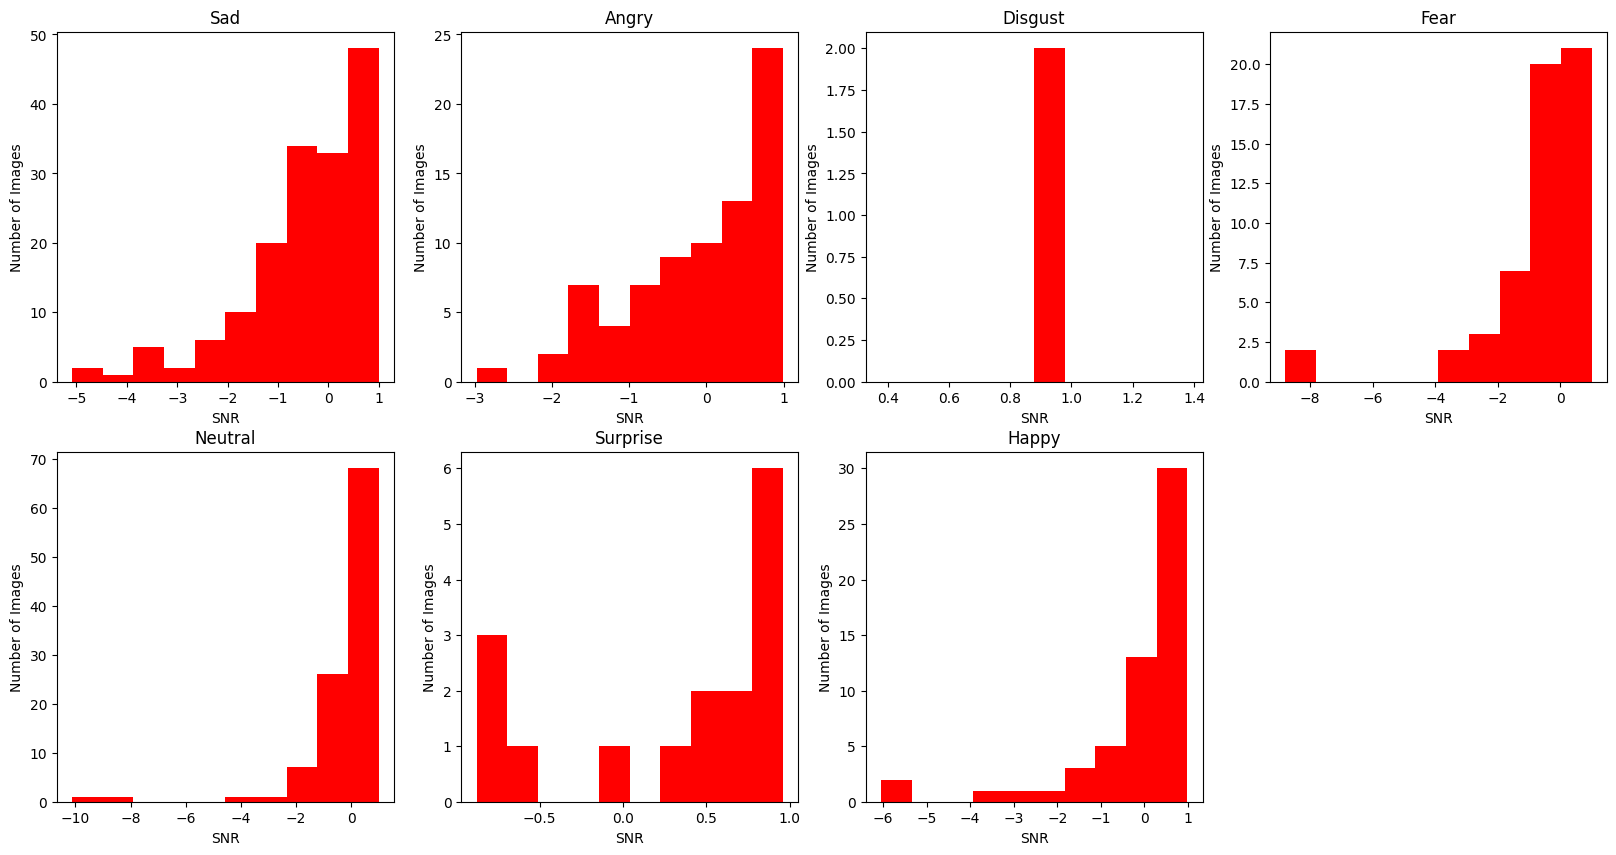 Sad
50
40
30
20
10
0
Number of Images
−5 −4 −3 −2 −1 0 1
SNR
Angry
25
20
15
10
5
0
Number of Images
−3 −2 −1 0 1
SNR
Disgust
2.00
1.75
1.50
1.25
1.00
0.75
0.50
0.25
0.00
Number of Images
0.4 0.6 0.8 1.0 1.2 1.4
SNR
Fear
20.0
17.5
15.0
12.5
10.0
7.5
5.0
2.5
0.0
Number of Images
−8 −6 −4 −2 0
SNR
Neutral
70
60
50
40
30
20
10
0
Number of Images
−10 −8 −6 −4 −2 0
SNR
Surprise
6
5
4
3
2
1
0
Number of Images
−0.5 0.0 0.5 1.0
SNR
Happy
30
25
20
15
10
5
0
Number of Images
−6 −5 −4 −3 −2 −1 0 1
SNR